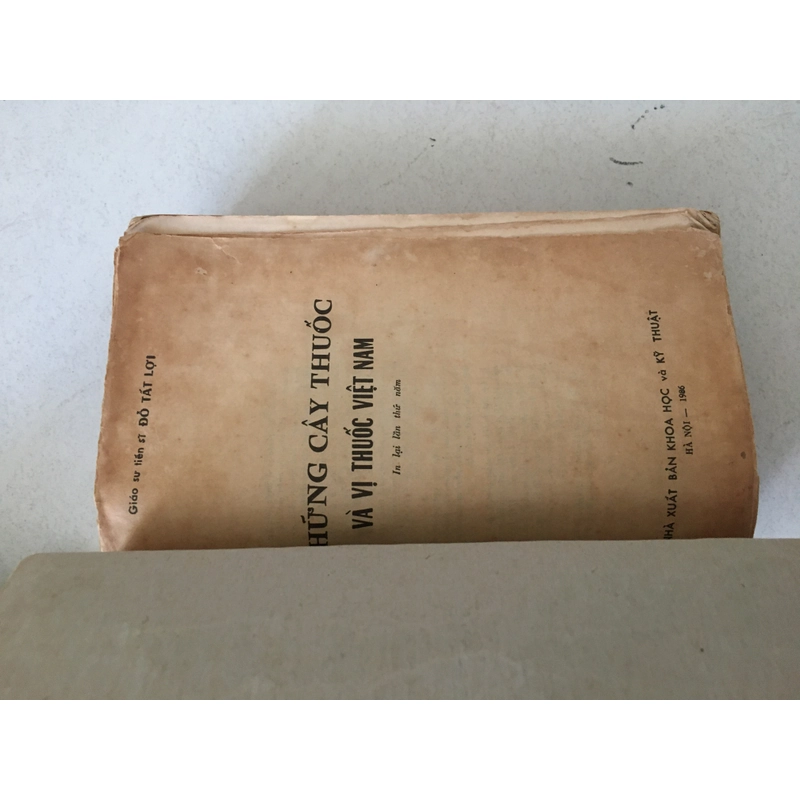 Giáo sư tiến sĩ ĐỖ TẤT LỢI
HỮNG CÂY THUỐC
VÀ VỊ THUỐC VIỆT NAM
In lại lần thứ năm
HÀ XUẤT BẢN KHOA HỌC và KỸ THUẬT
HÀ NỘI — 1986